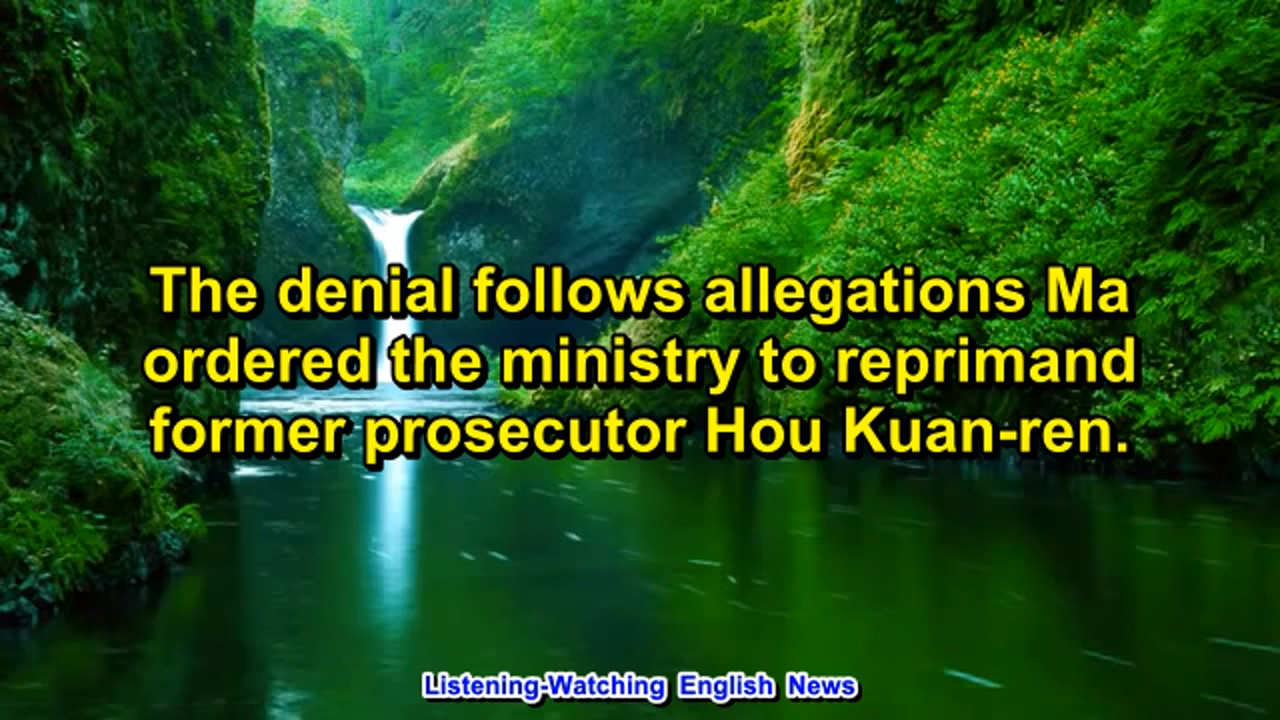 The denial follows allegations Ma
ordered the ministry to reprimand
former prosecutor Hou Kuan-ren.
Listening-Watching English News